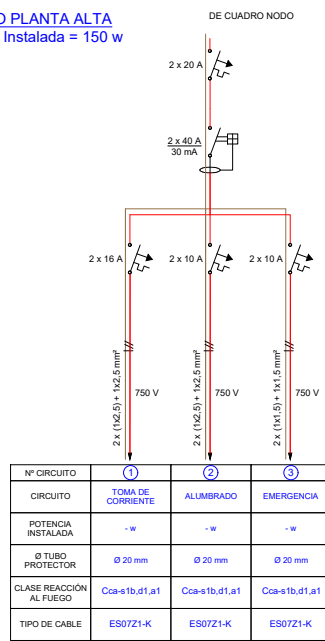 O PLANTA ALTA
Instalada = 150 w
DE CUADRO NODO
2 x 20 A
2 x 40 A
30 mA
2 x 16 A
2 x 10 A
2 x 10 A
2 x (1x2,5) + 1x2,5 mm²
750 V
2 x (1x2,5) + 1x2,5 mm²
750 V
2 x (1x1,5) + 1x1,5 mm²
750 V
Nº CIRCUITO 1 2 3
CIRCUITO TOMA DE CORRIENTE ALUMBRADO EMERGENCIA
POTENCIA INSTALADA - w - w - w
Ø TUBO PROTECTOR Ø 20 mm Ø 20 mm Ø 20 mm
CLASE REACCIÓN AL FUEGO Cca-s1b,d1,a1 Cca-s1b,d1,a1 Cca-s1b,d1,a1
TIPO DE CABLE ES07Z1-K ES07Z1-K ES07Z1-K